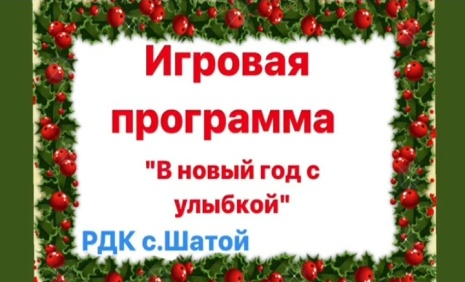 Игровая
программа
"В новый год с
улыбкой"
РДК с.Шатой